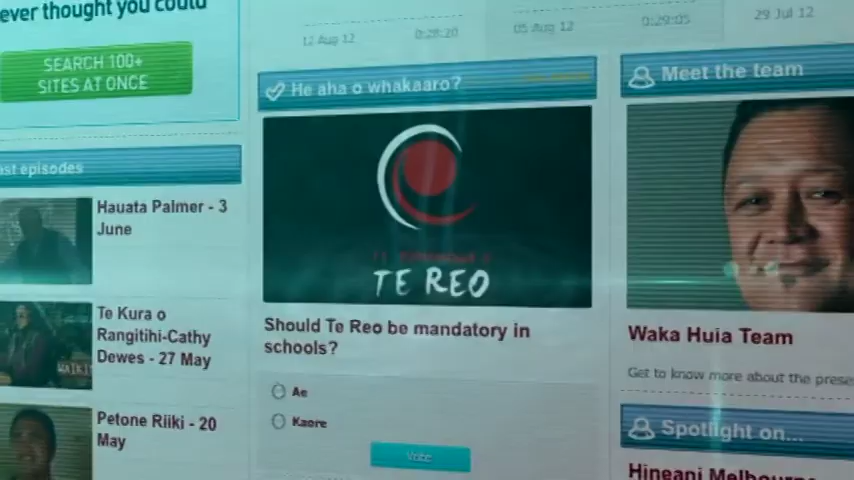 ever thought you could
SEARCH 100+
SITES AT ONCE
12 Aug 12
0:28:20
05 Aug 12
0:29:05
29 Jul 12
He aha o whakaaro?
Meet the team
ast episodes
Hauata Palmer - 3
June
Te Kura o
Rangitihi-Cathy
Dewes - 27 May
Petone Riiki - 20
May
TE REO
Should Te Reo be mandatory in
schools?
Ae
Kaore
Vote
Waka Huia Team
Get to know more about the prese
Spotlight on...
Hineani Melbourn